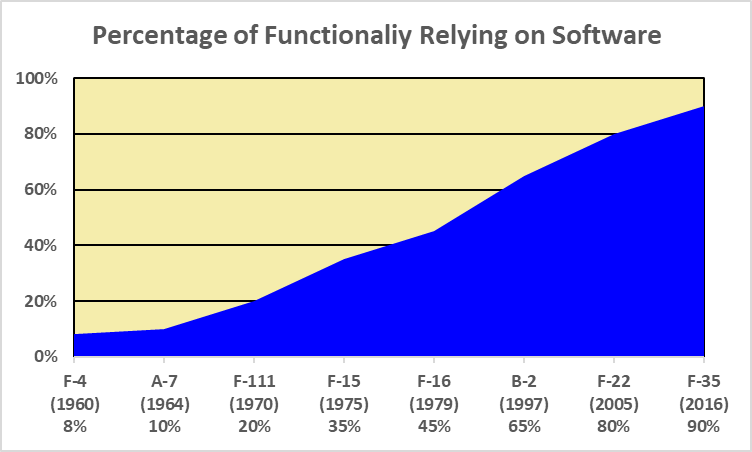 Percentage of Functionaliy Relying on Software
100%
80%
60%
40%
20%
0%
F-4 A-7 F-111 F-15 F-16 B-2 F-22 F-35
(1960) (1964) (1970) (1975) (1979) (1997) (2005) (2016)
8% 10% 20% 35% 45% 65% 80% 90%